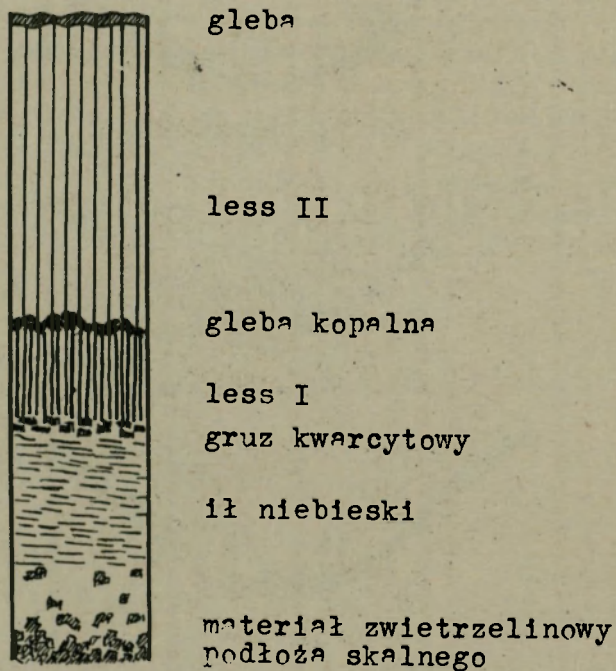 gleba
less II
gleba kopalna
less I
gruz kwarcytowy
ił niebieski
materiał zwietrzelinowy
podłoża skalnego